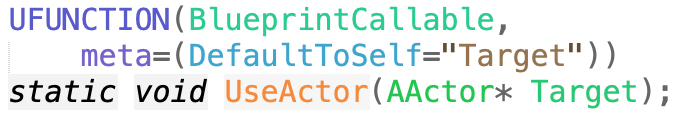 UFUNCTION(BlueprintCallable,
    meta=(DefaultToSelf="Target"))
static void UseActor(AActor* Target);